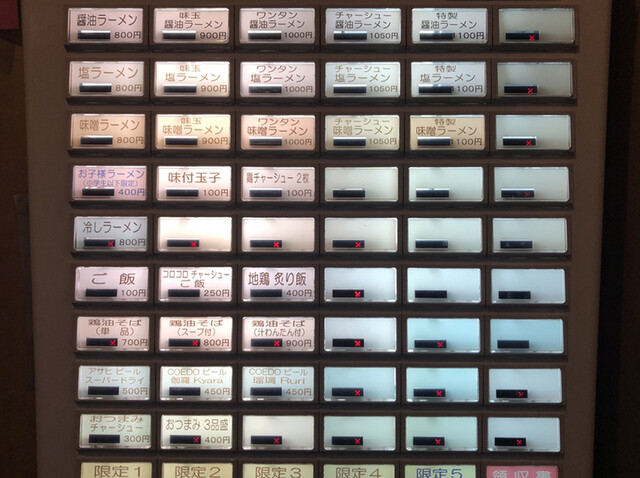 醤油ラーメン
800円
味玉
醤油ラーメン
900円
ワンタン
醤油ラーメン
1000円
チャーシュー
醤油ラーメン
1050円
特製
醤油ラーメン
1100円
塩ラーメン
800円
味玉
塩ラーメン
900円
ワンタン
塩ラーメン
1000円
チャーシュー
塩ラーメン
1050円
特製
塩ラーメン
1100円
味噌ラーメン
800円
味玉
味噌ラーメン
900円
ワンタン
味噌ラーメン
1000円
チャーシュー
味噌ラーメン
1050円
特製
味噌ラーメン
1100円
お子様ラーメン
(小学生以下限定)
400円
味付玉子
100円
鶏チャーシュー 2枚
100円
冷しラーメン
800円
ご 飯
100円
コロコロ チャーシュー
ご 飯
250円
地鶏 炙り飯
400円
鶏油そば
(単 品)
700円
鶏油そば
(スープ付)
800円
鶏油そば
(汁わんたん付)
900円
アサヒ ビール
スーパードライ
500円
COEDO ビール
伽羅 Kyara
450円
COEDO ビール
瑠璃 Ruri
450円
おつまみ
チャーシュー
300円
おつまみ 3品盛
400円
限定1
限定2
限定3
限定4
限定5
領収書